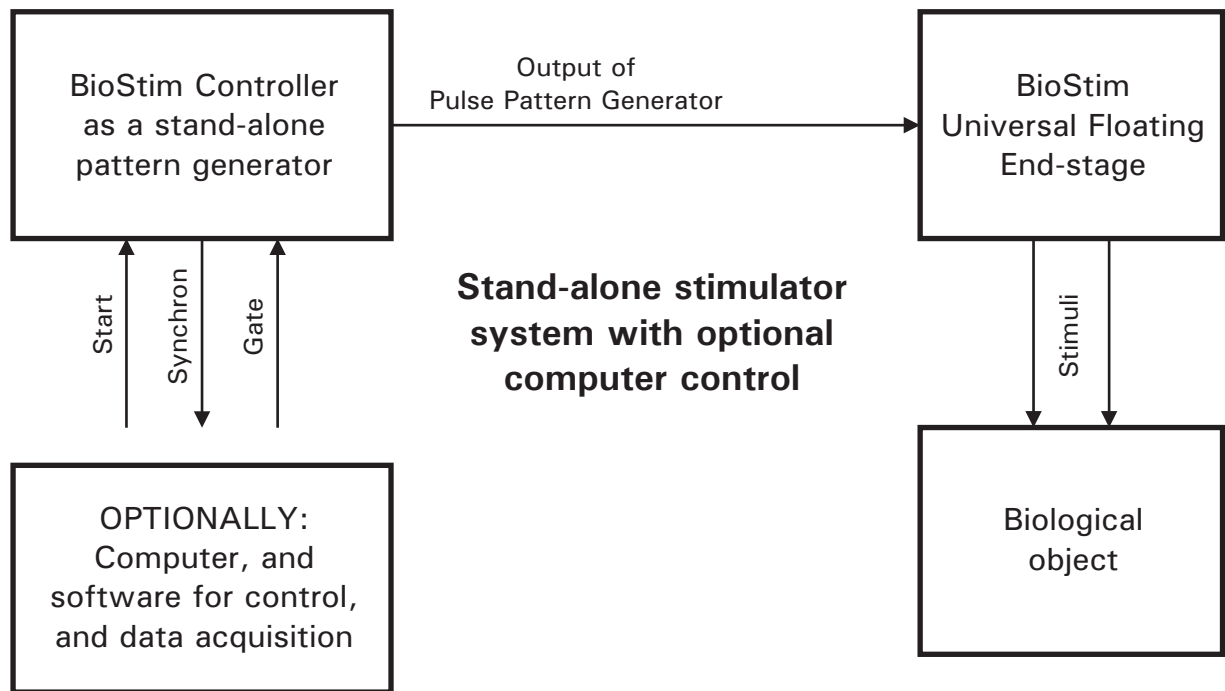 BioStim Controller
as a stand-alone
pattern generator
Output of
Pulse Pattern Generator
BioStim
Universal Floating
End-stage
Start
Synchron
Gate
Stand-alone stimulator
system with optional
computer control
Stimuli
OPTIONALLY:
Computer, and
software for control,
and data acquisition
Biological
object